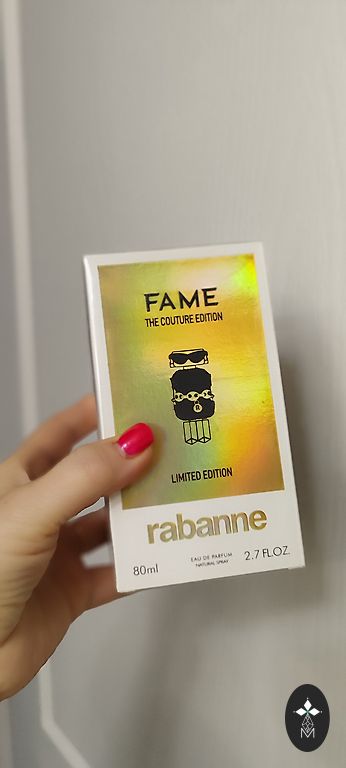 FAME
THE COUTURE EDITION
R
LIMITED EDITION
rabanne
EAU DE PARFUM
NATURAL SPRAY
80ml
2.7 FL.OZ.
M